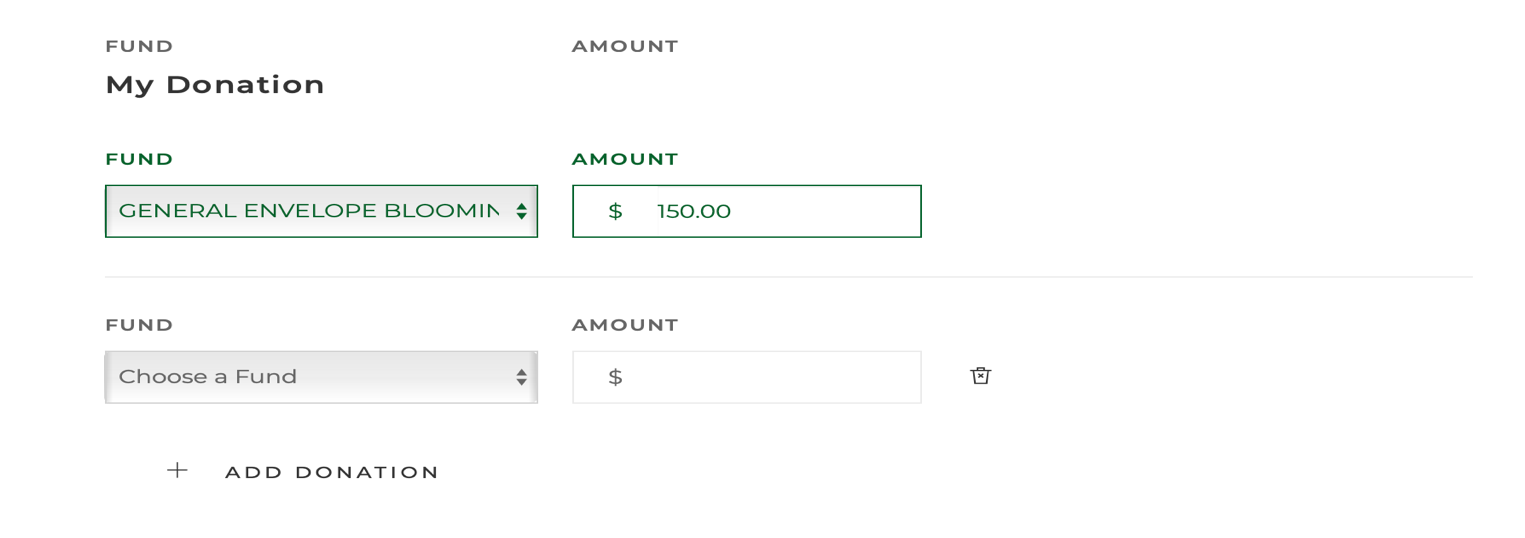 FUND AMOUNT
My Donation
FUND AMOUNT
GENERAL ENVELOPE BLOOMIN $ 150.00
FUND AMOUNT
Choose a Fund $
+ ADD DONATION